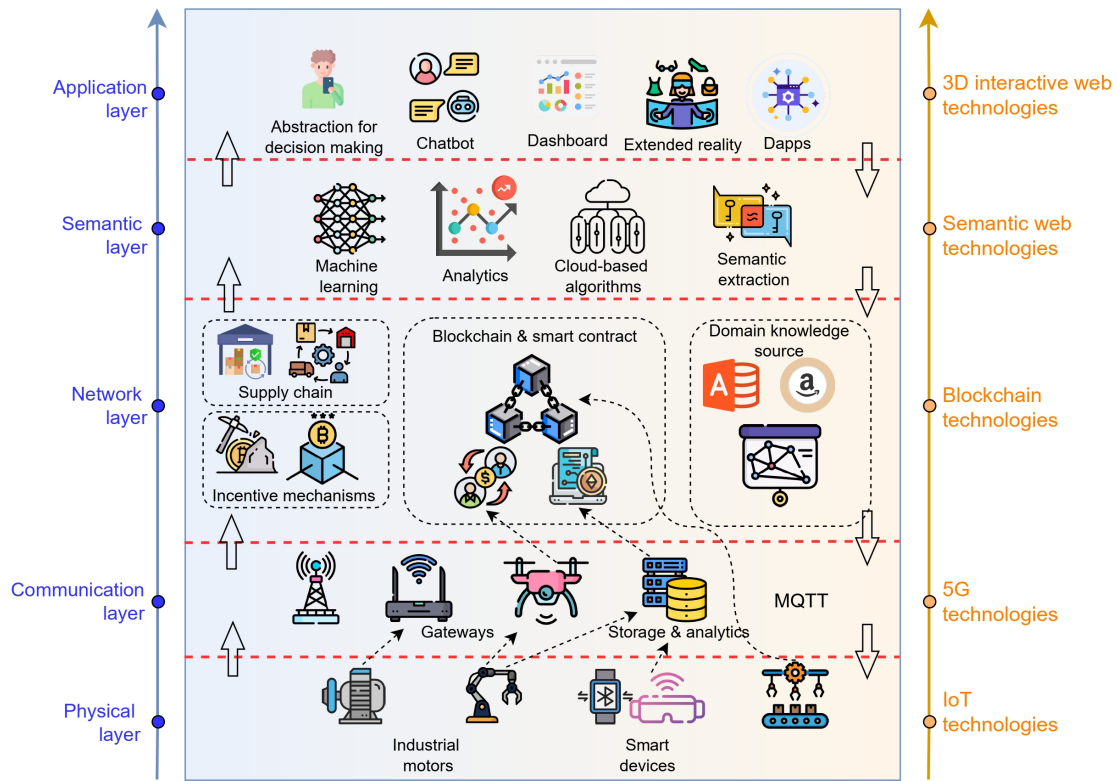 Application
layer
Abstraction for
decision making
Chatbot
Dashboard
Extended reality
Dapps
3D interactive web
technologies
Semantic
layer
Machine
learning
Analytics
Cloud-based
algorithms
Semantic
extraction
Semantic web
technologies
Network
layer
Supply chain
Incentive mechanisms
Blockchain & smart contract
Domain knowledge
source
A
a
Blockchain
technologies
Communication
layer
Gateways
Storage & analytics
MQTT
5G
technologies
Physical
layer
Industrial
motors
Smart
devices
IoT
technologies